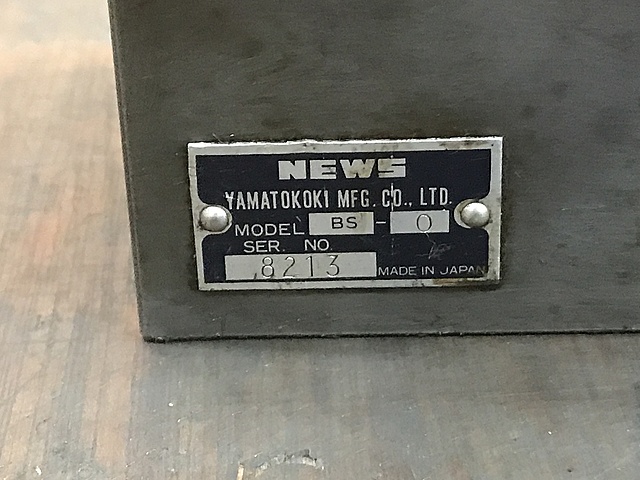 NEWS
YAMATOKOKI MFG. CO., LTD.
MODEL BS - 0
SER. NO.
8213 MADE IN JAPAN